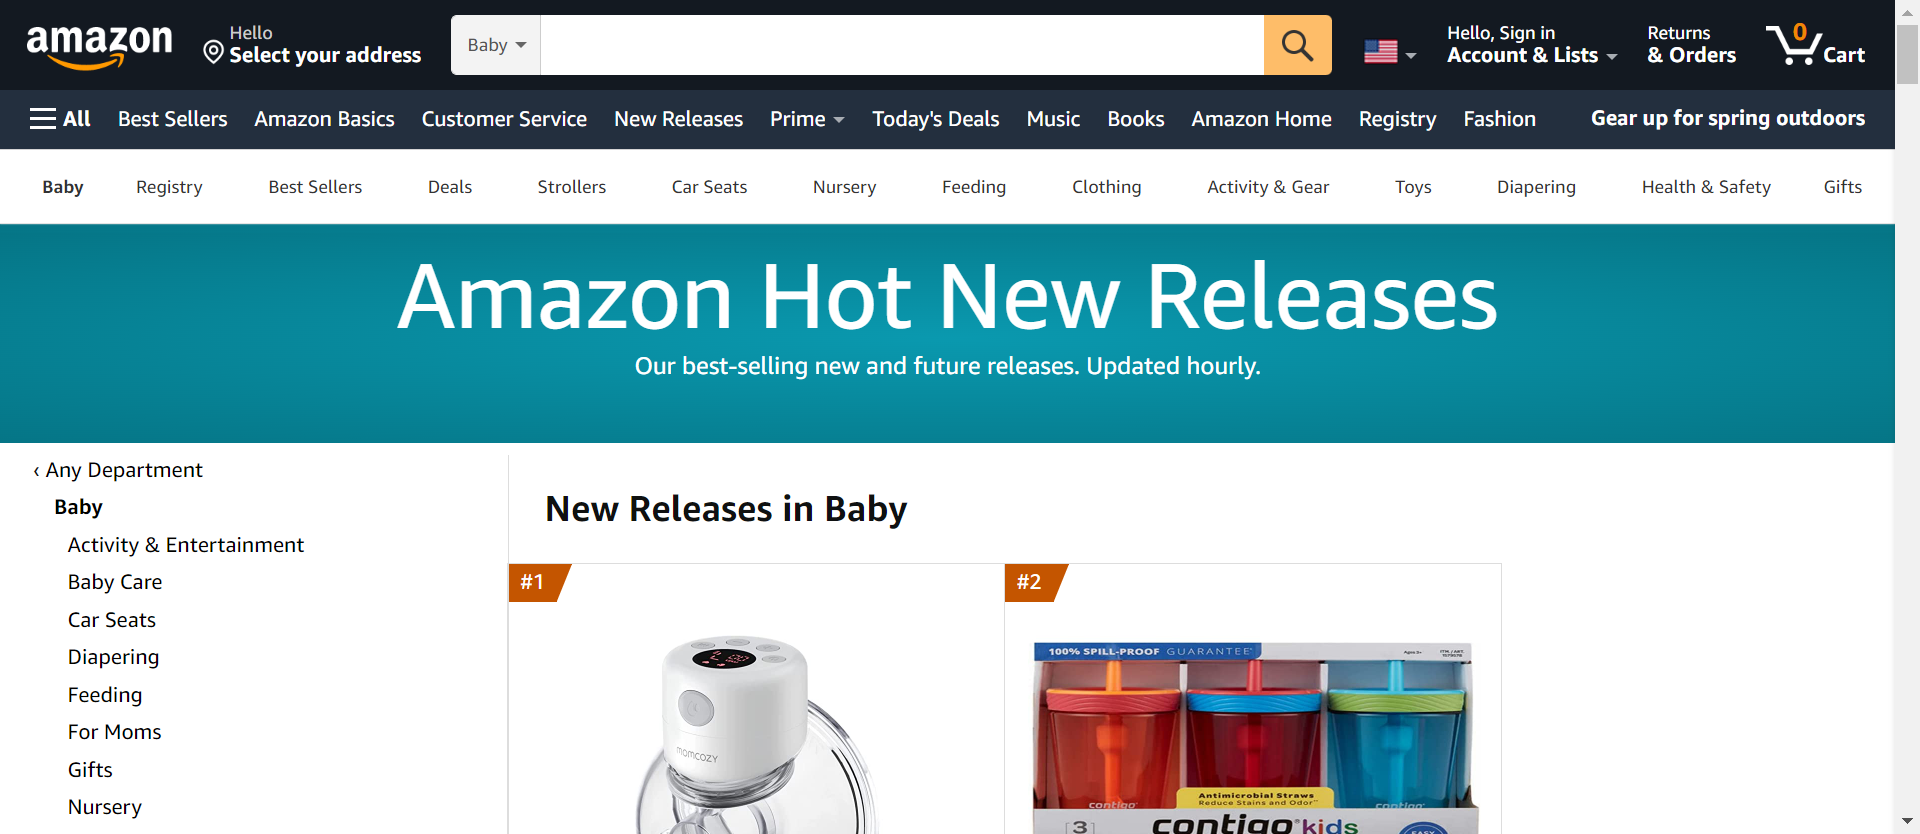 amazon
Hello
Select your address
Baby
Hello, Sign in
Account & Lists
Returns
& Orders
0
Cart
All
Best Sellers
Amazon Basics
Customer Service
New Releases
Prime
Today's Deals
Music
Books
Amazon Home
Registry
Fashion
Gear up for spring outdoors
Baby
Registry
Best Sellers
Deals
Strollers
Car Seats
Nursery
Feeding
Clothing
Activity & Gear
Toys
Diapering
Health & Safety
Gifts
Amazon Hot New Releases
Our best-selling new and future releases. Updated hourly.
‹ Any Department
Baby
Activity & Entertainment
Baby Care
Car Seats
Diapering
Feeding
For Moms
Gifts
Nursery
New Releases in Baby
#1
momcozy
#2
100% SPILL-PROOF GUARANTEE
Antimicrobial Straws
Reduce Stains and Odor
contigo
contigo
[3]
contigo kids
EASY